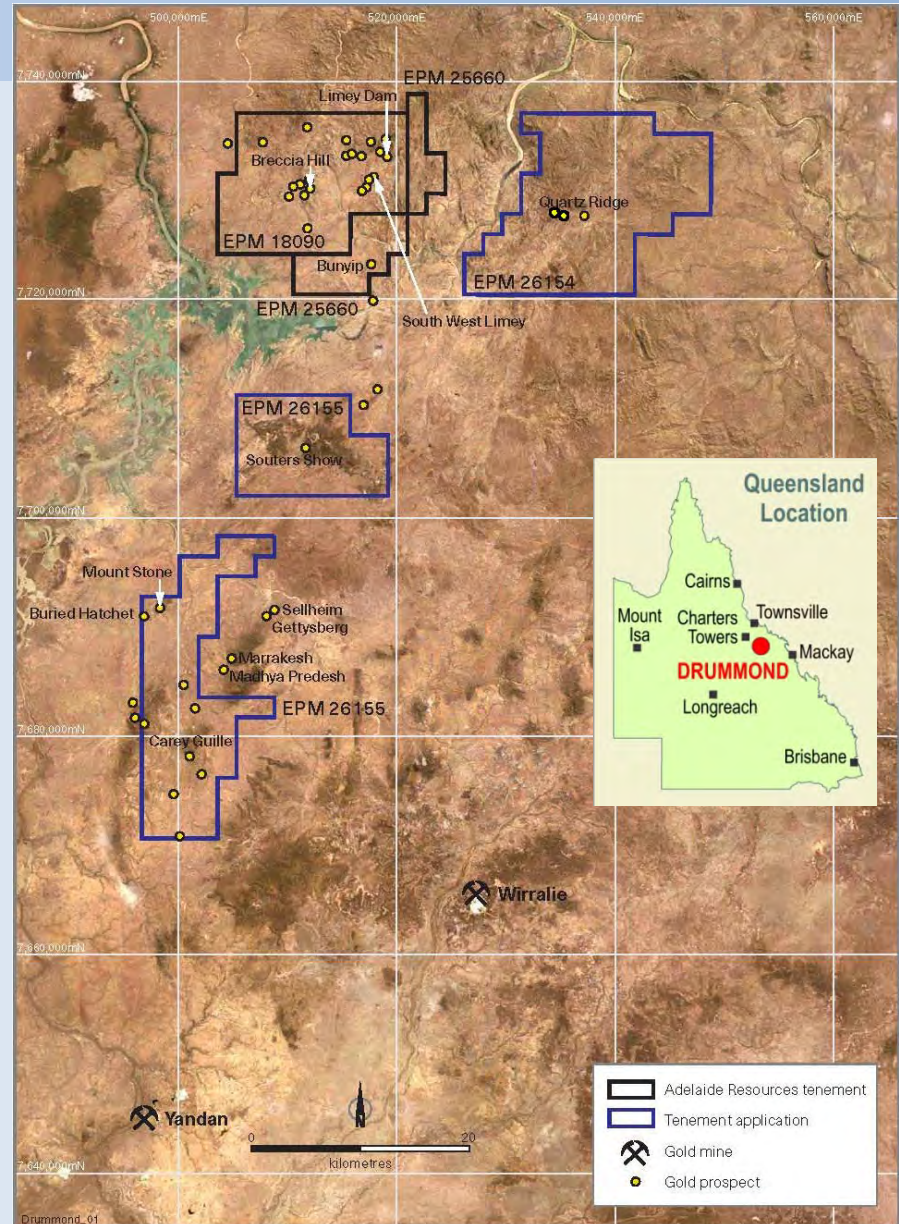 500,000mE
520,000mE
540,000mE
560,000mE
7,740,000mN
EPM 25660
Limey Dam
Breccia Hill
Quartz Ridge
EPM 18090
Bunyip
EPM 26154
7,720,000mN
EPM 25660
South West Limey
EPM 26155
Souters Show
7,700,000mN
Mount Stone
Buried Hatchet
Sellheim
Gettysberg
Marrakesh
Madhya Predesh
EPM 26155
7,680,000mN
Carey Guille
Wirralie
7,660,000mN
Yandan
0
20
kilometres
7,640,000mN
Drummond_01
Queensland
Location
Cairns
Mount
Isa
Charters
Towers
Townsville
Mackay
DRUMMOND
Longreach
Brisbane
Adelaide Resources tenement
Tenement application
Gold mine
Gold prospect